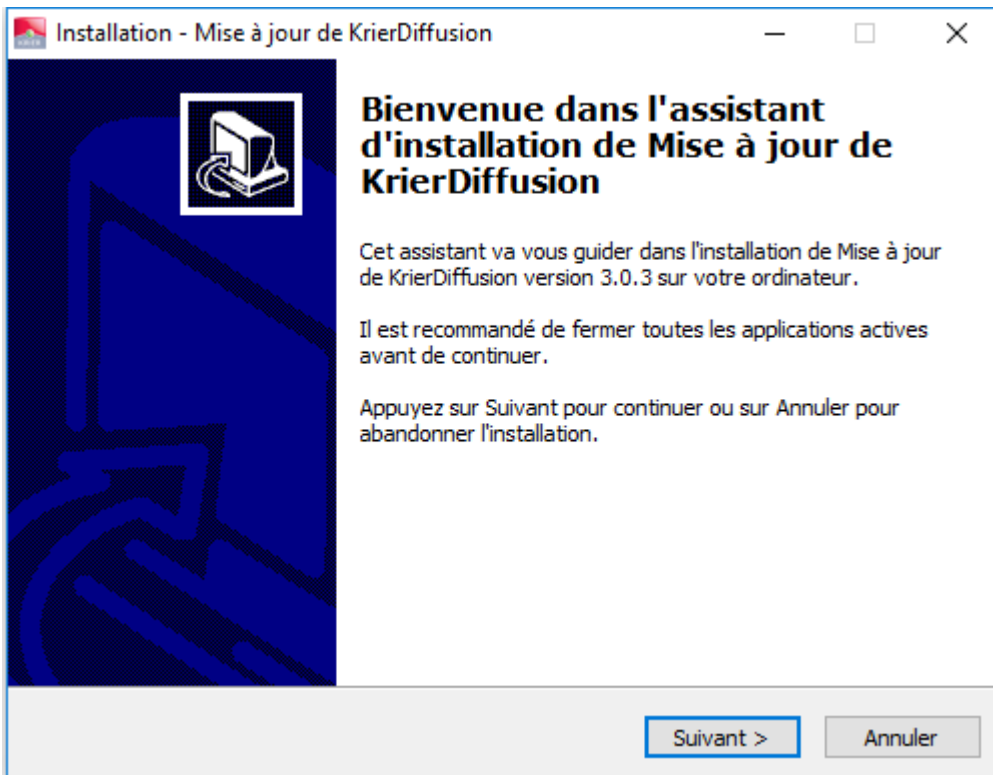 Installation - Mise à jour de KrierDiffusion
Bienvenue dans l'assistant
d'installation de Mise à jour de
KrierDiffusion
Cet assistant va vous guider dans l'installation de Mise à jour
de KrierDiffusion version 3.0.3 sur votre ordinateur.
Il est recommandé de fermer toutes les applications actives
avant de continuer.
Appuyez sur Suivant pour continuer ou sur Annuler pour
abandonner l'installation.
Suivant >
Annuler